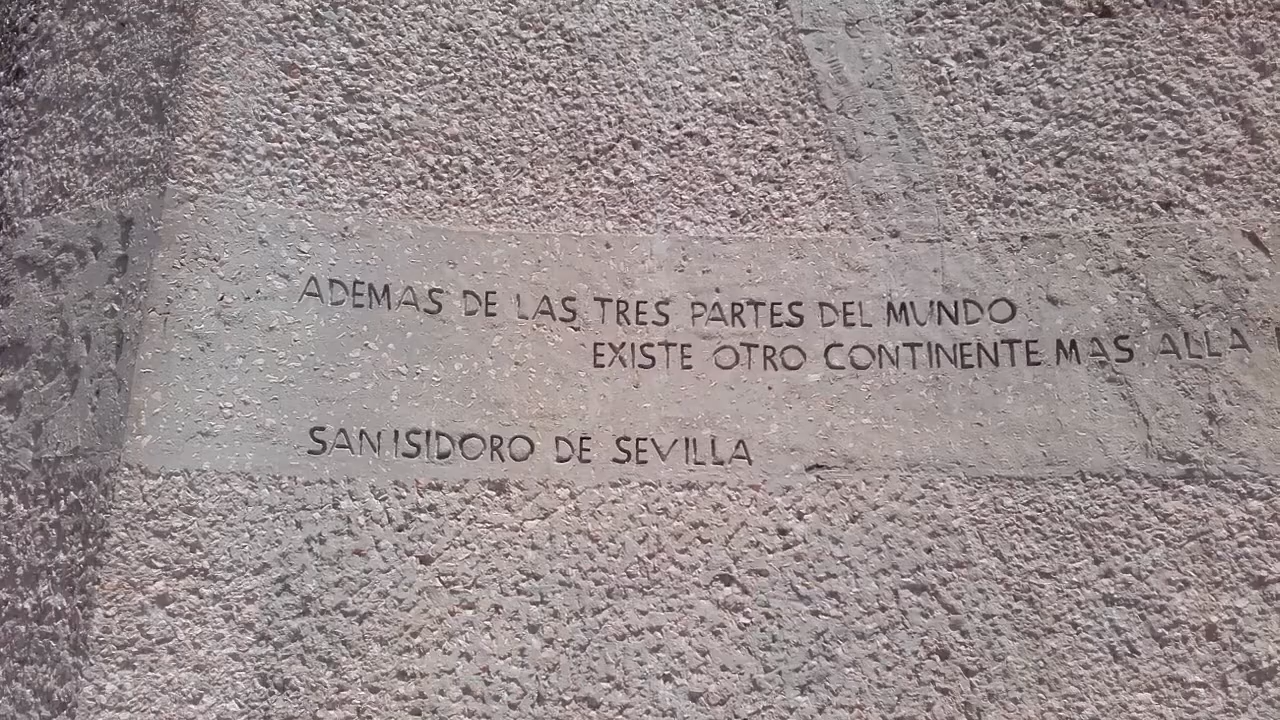 ADEMAS DE LAS TRES PARTES DEL MUNDO
EXISTE OTRO CONTINENTE MAS ALLA
SAN ISIDORO DE SEVILLA